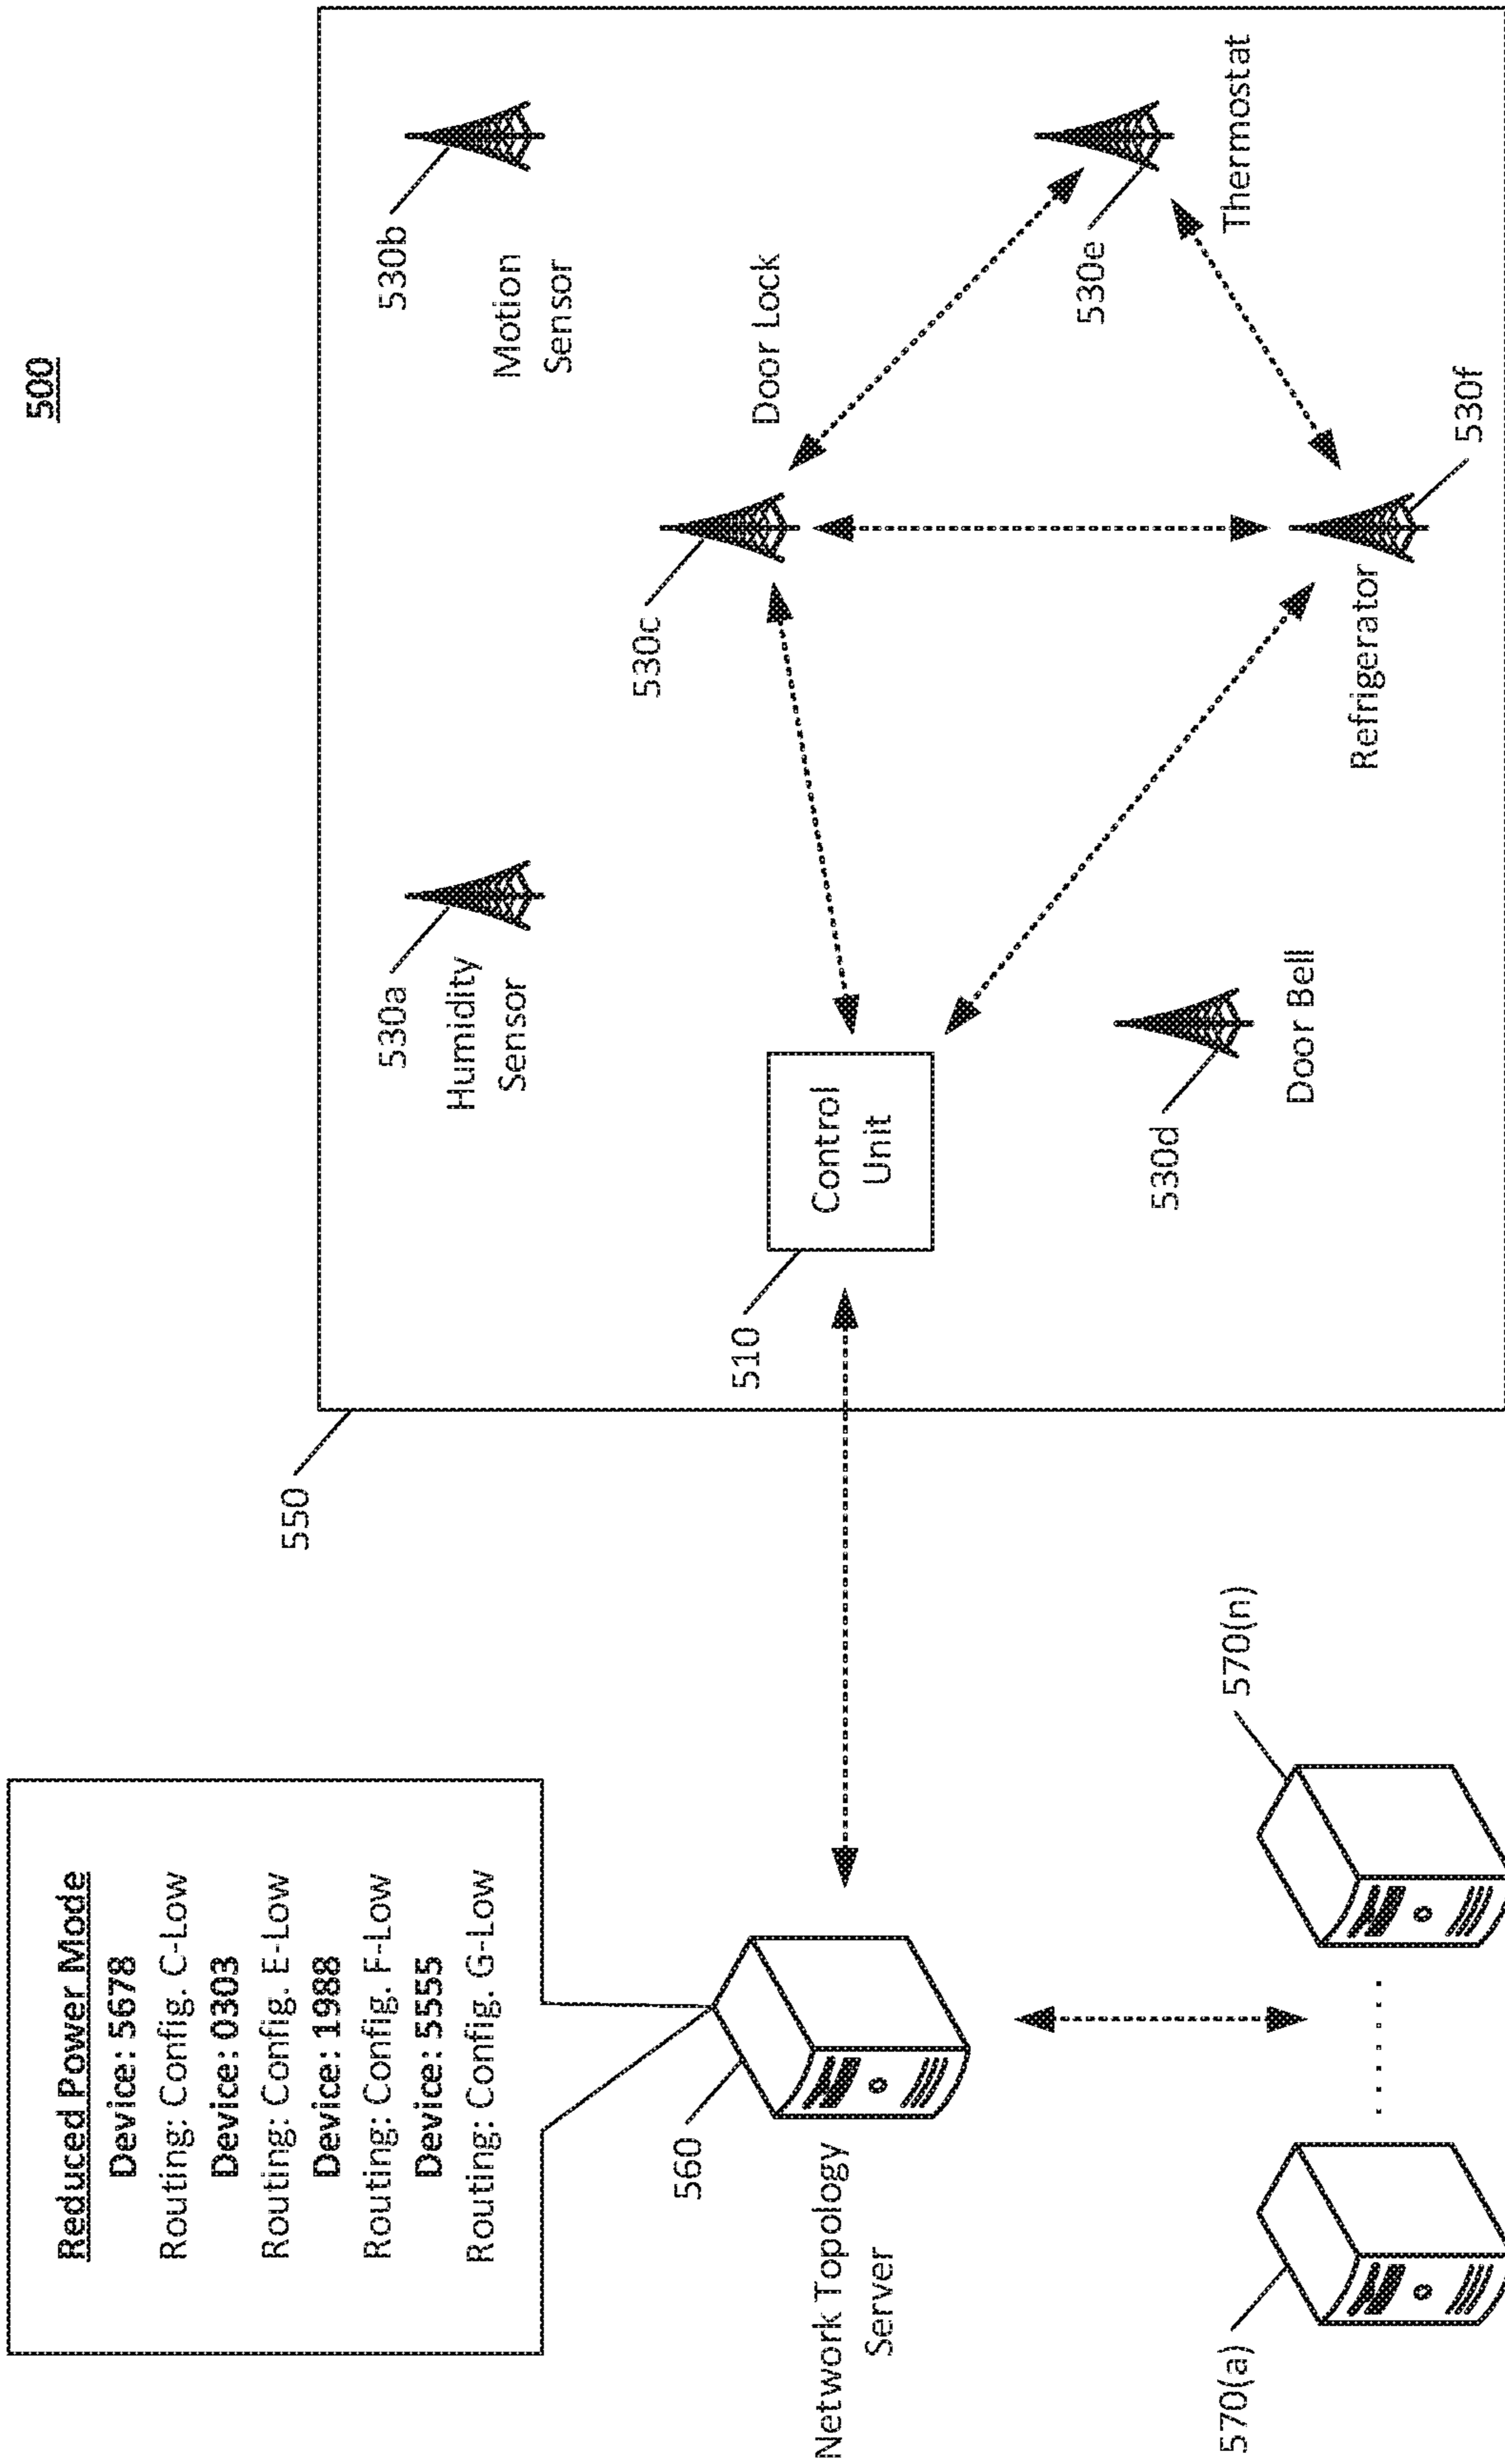 500
Reduced Power Mode
Device: 5678
Routing: Config. C-Low
Device: 0303
Routing: Config. E-Low
Device: 1988
Routing: Config. F-Low
Device: 5555
Routing: Config. G-Low
560
Network Topology
Server
570(a)
570(n)
550
510
Control
Unit
530a
Humidity
Sensor
530b
Motion
Sensor
530c
Door Lock
530d
Door Bell
530e
Thermostat
Refrigerator
530f